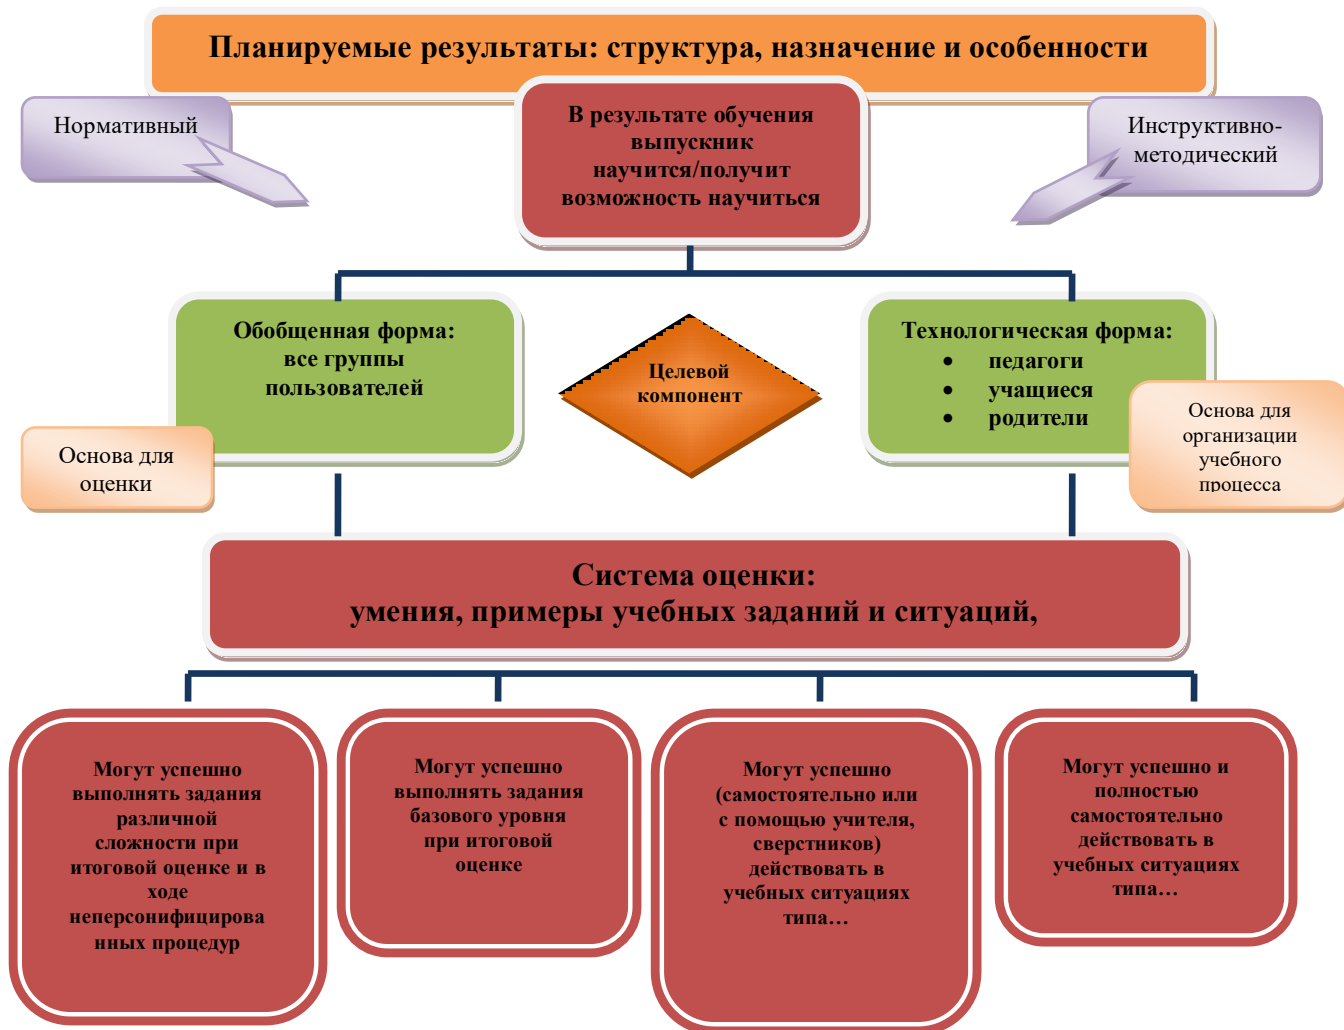 Планируемые результаты: структура, назначение и особенности
Нормативный
В результате обучения
выпускник
научится/получит
возможность научиться
Инструктивно-
методический
Обобщенная форма:
все группы
пользователей
Целевой
компонент
Технологическая форма:
• педагоги
• учащиеся
• родители
Основа для
оценки
Основа для
организации
учебного
процесса
Система оценки:
умения, примеры учебных заданий и ситуаций,
Могут успешно
выполнять задания
различной
сложности при
итоговой оценке и в
ходе
неперсонифицирова
нных процедур
Могут успешно
выполнять задания
базового уровня
при итоговой
оценке
Могут успешно
(самостоятельно или
с помощью учителя,
сверстников)
действовать в
учебных ситуациях
типа…
Могут успешно и
полностью
самостоятельно
действовать в
учебных ситуациях
типа…